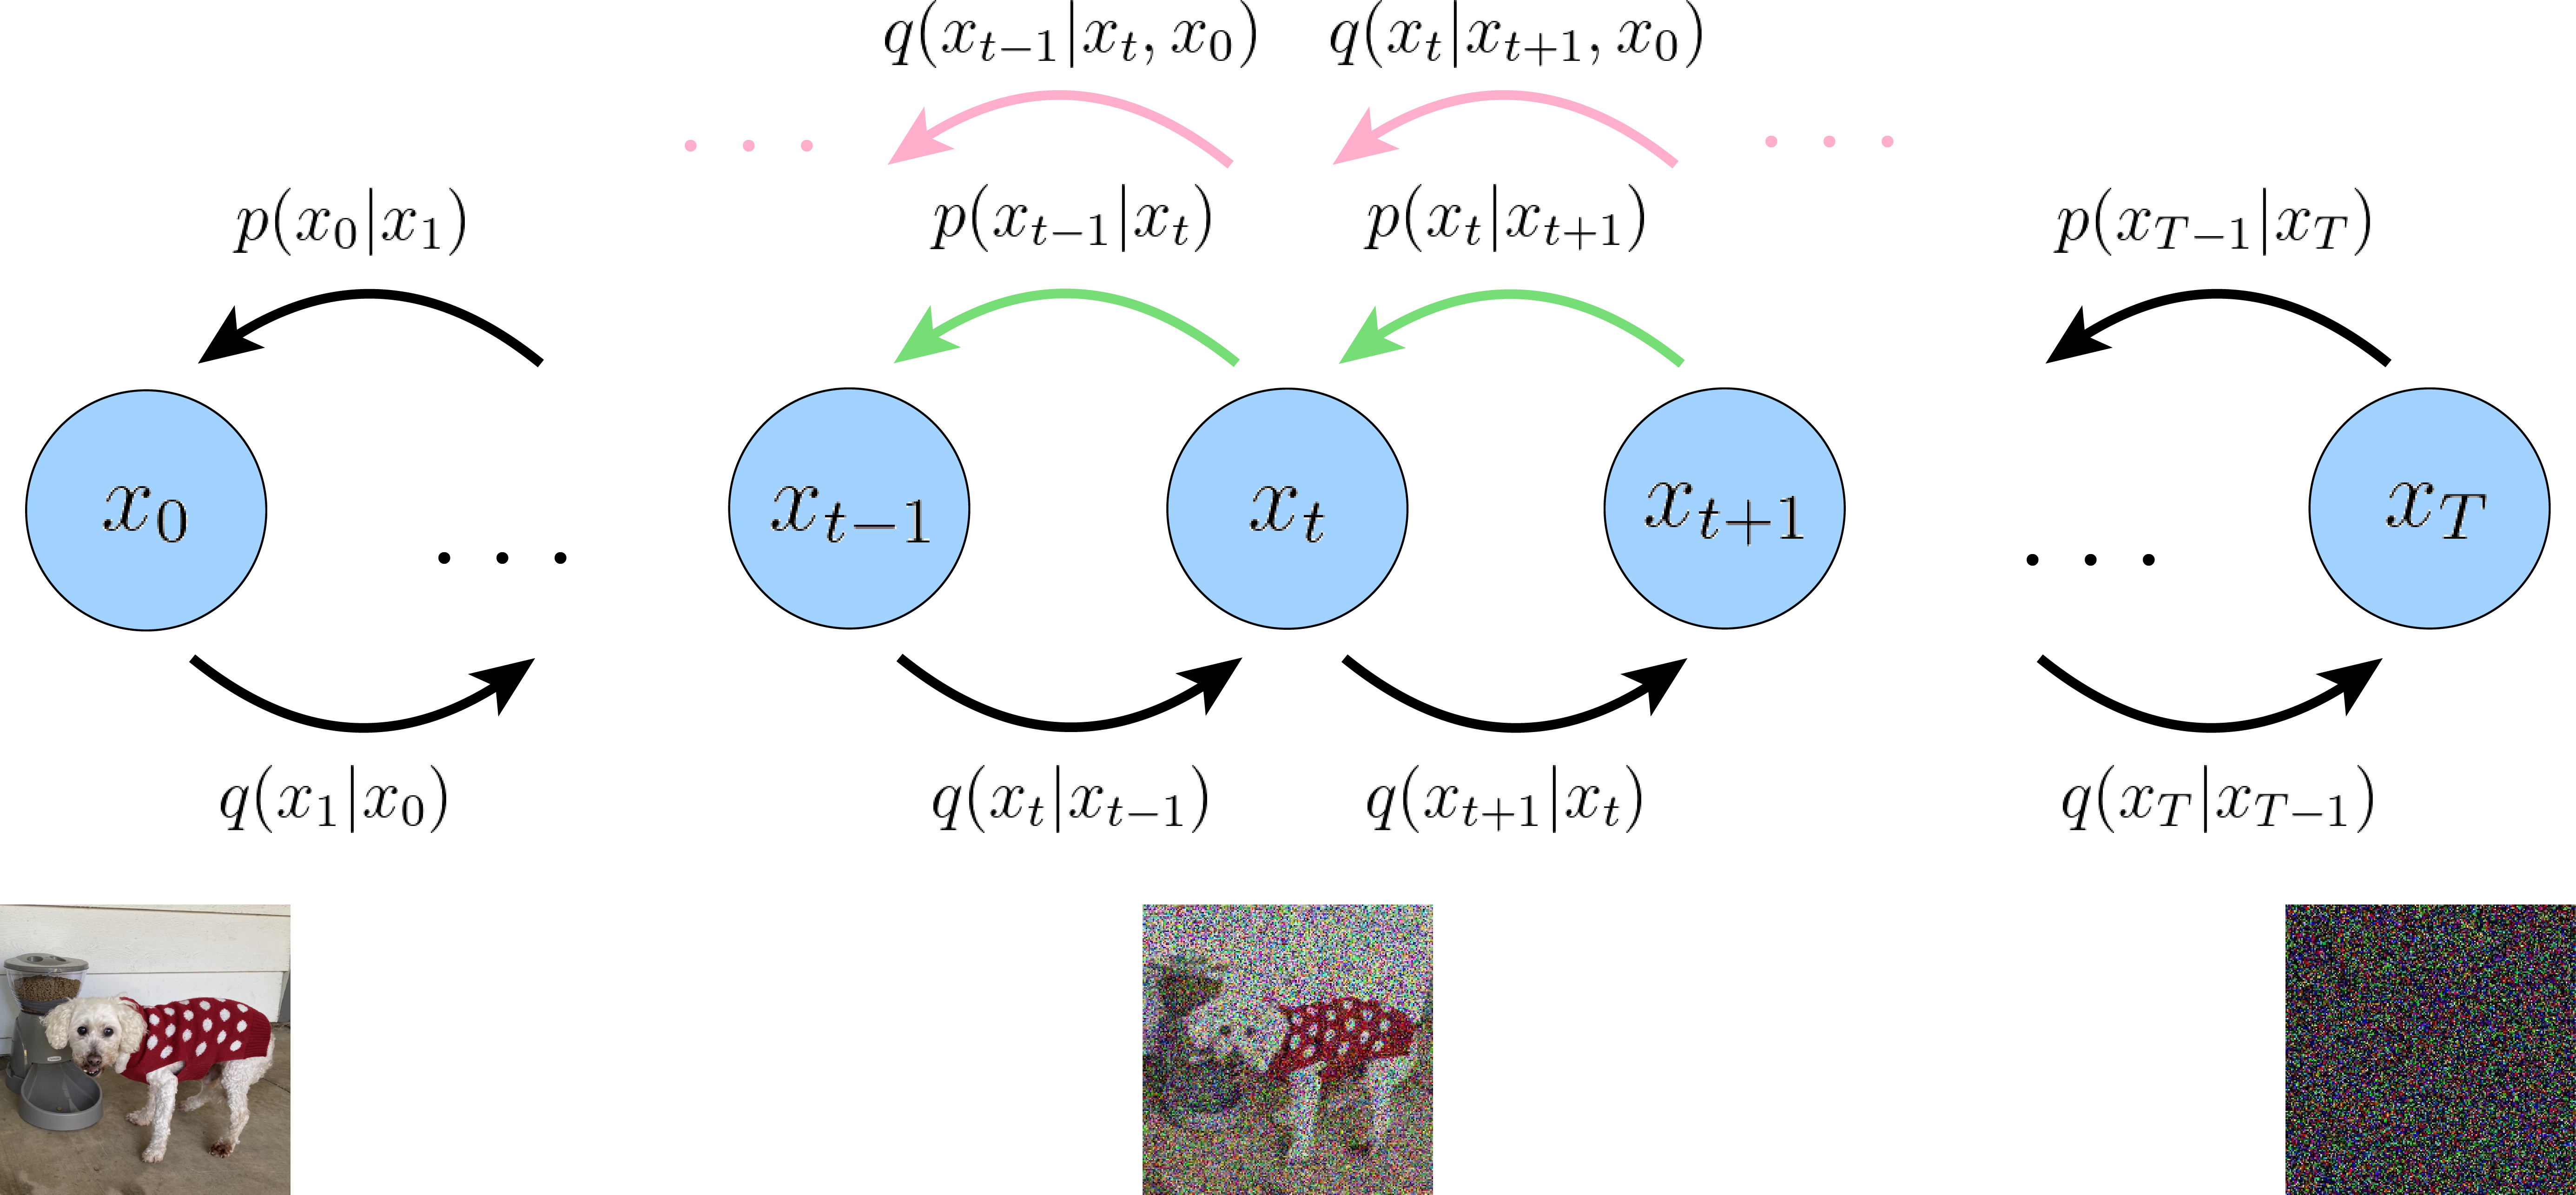 q(x_{t-1}|x_t, x_0) q(x_t|x_{t+1}, x_0)
. . . . . .
p(x_0|x_1) p(x_{t-1}|x_t) p(x_t|x_{t+1}) p(x_{T-1}|x_T)
x_0 . . . x_{t-1} x_t x_{t+1} . . . x_T
q(x_1|x_0) q(x_t|x_{t-1}) q(x_{t+1}|x_t) q(x_T|x_{T-1})